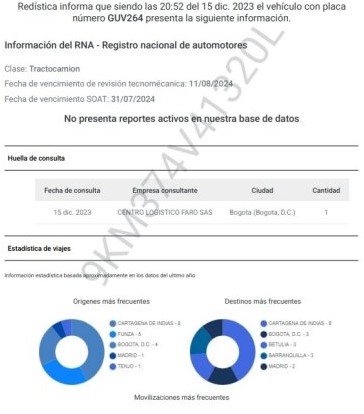 Redística informa que siendo las 20:52 del 15 dic. 2023 el vehículo con placa
número GUV264 presenta la siguiente información.
Información del RNA - Registro nacional de automotores
Clase: Tractocamion
Fecha de vencimiento de revisión tecnomecánica: 11/08/2024
Fecha de vencimiento SOAT: 31/07/2024
No presenta reportes activos en nuestra base de datos
Huella de consulta
Fecha de consulta Empresa consultante Ciudad Cantidad
15 dic. 2023 CENTRO LOGISTICO FARO SAS Bogota (Bogota, D.C.) 1
Estadística de viajes
Información estadística basada aproximadamente en los datos del ultimo año
Origenes más frecuentes
CARTAGENA DE INDIAS - 8
FUNZA - 5
BOGOTA, D.C. - 4
MADRID - 1
TENJO - 1
Destinos más frecuentes
CARTAGENA DE INDIAS - 8
BOGOTA, D.C. - 3
BETULIA - 3
BARRANQUILLA - 3
MADRID - 2
Movilizaciones más frecuentes
9KM374V41320L